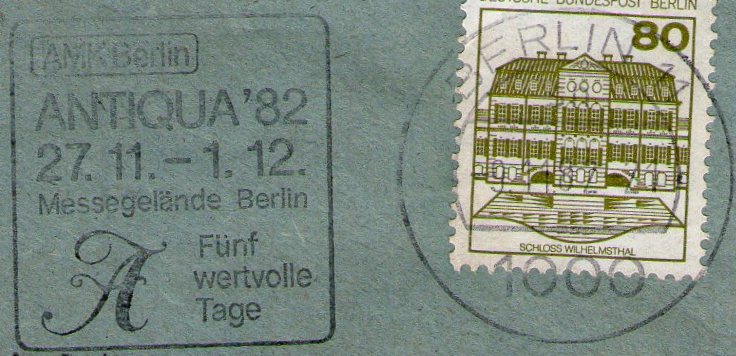 AMK Berlin
ANTIQUA '82
27.11. – 1.12.
Messegelände Berlin
A
Fünf
wertvolle
Tage
DEUTSCHE BUNDESPOST BERLIN
80
SCHLOSS WILHELMSTHAL
BERLIN 11
1000